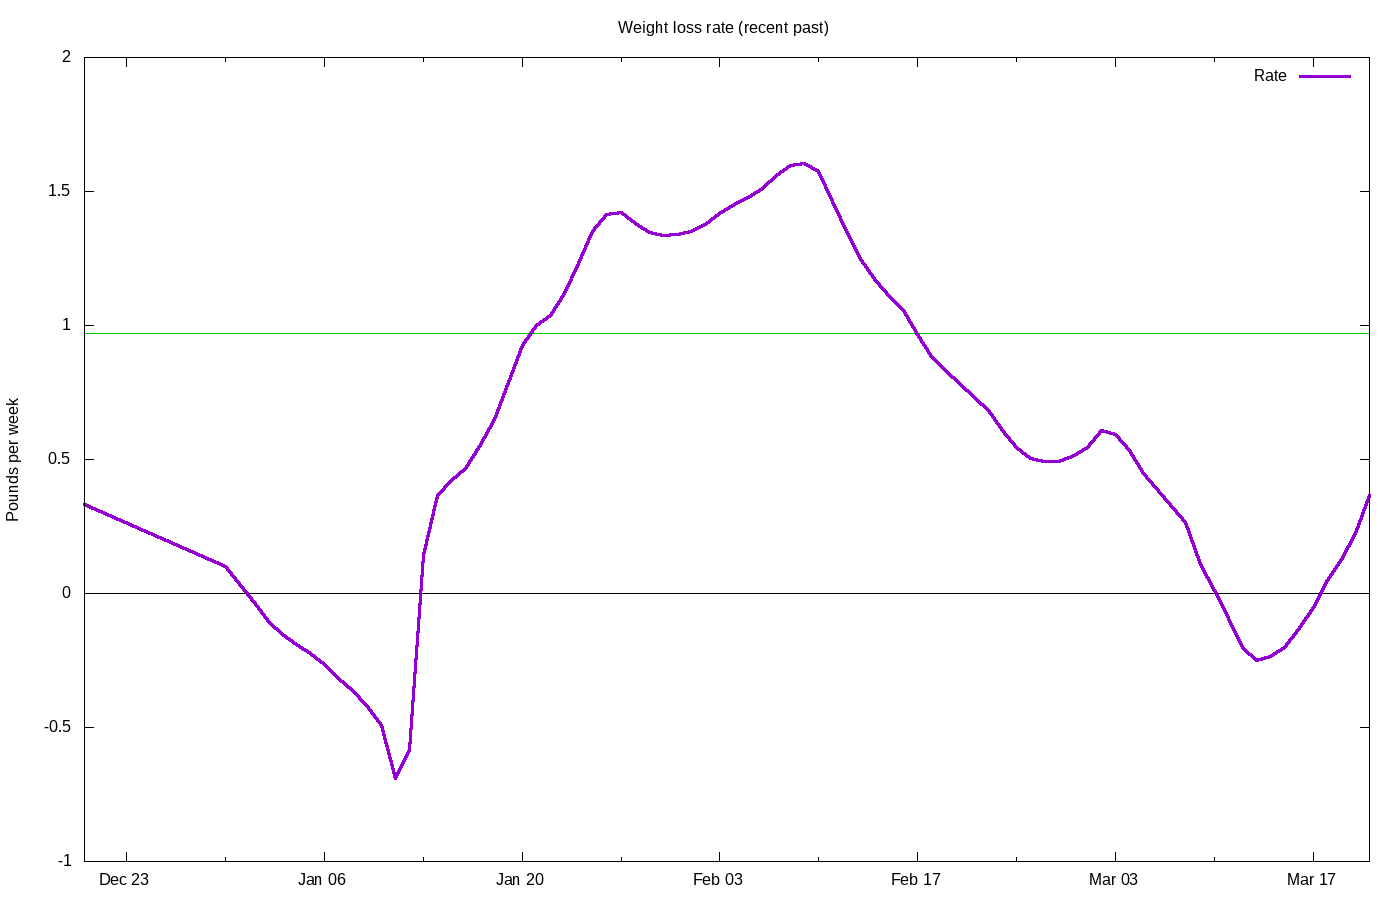 Weight loss rate (recent past)
Rate
2
1.5
1
0.5
0
-0.5
-1
Pounds per week
Dec 23
Jan 06
Jan 20
Feb 03
Feb 17
Mar 03
Mar 17